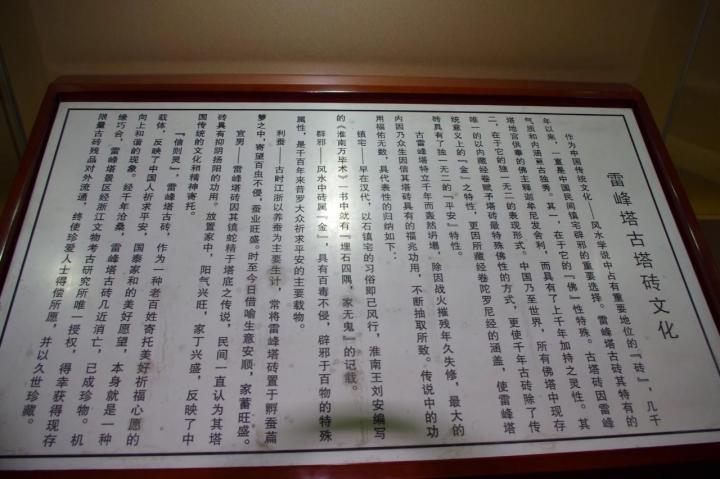 雷峰塔古塔砖文化
作为中国传统文化——风水学说中占有重要地位的『砖』，几千
年以来，一直是中国民间镇宅辟邪的重要选择。雷峰塔古砖其特有的
气质和内涵蔓古独秀。其一，在于它的『佛』性特殊。古塔砖因雷峰
塔地宫供奉的佛主释迦牟尼发舍利，而具有了上千年加持之灵性。其
二，在于它的独一无二的表现形式。中国乃至世界，所有佛塔中现存
唯一的以内藏经卷赋予塔砖最特殊佛性的方式，更使千年古砖除了传
统意义上的『金』之特性，更因所藏经卷陀罗尼经的涵盖，使雷峰塔
砖具有了独一无二的『平安』特性。
古雷峰塔特立千年而轰然坍塌，除因战火摧残年久失修，最大的
内因乃众生因信其塔砖具有的福兆功用，不断抽取所致。传说中的功
用福佑无数，具代表性的归纳如下：
镇宅——早在汉代，以石镇宅的习俗即已风行，淮南王刘安编写
的《淮南万毕术》一书中就有『埋石四隅，家无鬼』的记载。
辟邪——风水中砖属『金』，具有百毒不侵，辟邪于百物的特殊
属性，是千百年来普罗大众祈求平安的主要载物。
利蚕——古时江浙以养蚕为主要生计，常将雷峰塔砖置于孵蚕篇
箩之中，寄望百虫不侵，蚕业旺盛。时至今日借喻生意安顺，家蓄旺盛。
宜男——雷峰塔砖因其镇蛇精于塔底之传说，民间一直认为其塔
砖具有抑阴扬阳的功用。放置家中，阳气兴旺，家丁兴盛，反映了中
国传统的文化和精神寄托。
『信则灵』，雷峰塔古砖，作为一种老百姓寄托美好祈福心愿的
载体，反映了中国人祈求平安，国泰家和的美好愿望，本身就是一种
向上和谐的现象。经千年沧桑，雷峰塔古砖几近消亡，已成珍物。机
缘巧合，雷峰塔景区经浙江文物考古研究所唯一授权，得幸获得现存
限量古砖残品对外流通，终使珍爱人士得偿所愿，并以久世珍藏。